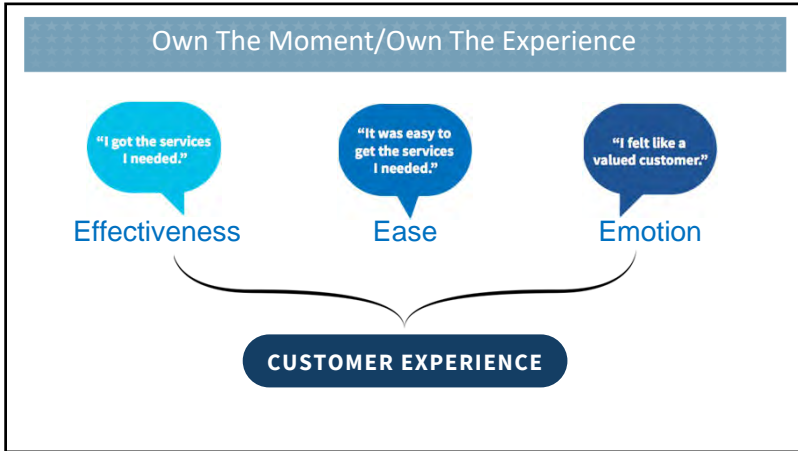 Own The Moment/Own The Experience
“I got the services
I needed.”
“It was easy to
get the services
I needed.”
“I felt like a
valued customer.”
Effectiveness
Ease
Emotion
CUSTOMER EXPERIENCE